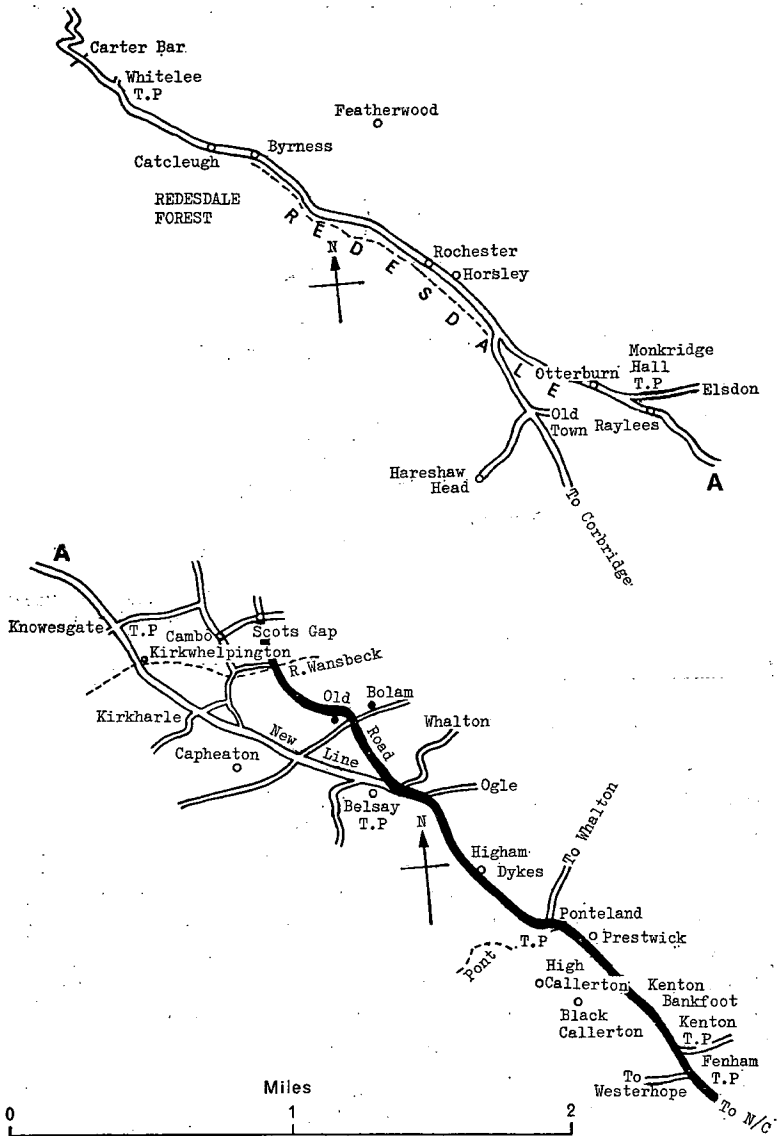 Carter Bar
Whitelee
T.P
Featherwood
Byrness
Catcleugh
REDESDALE
FOREST
REDESDALE
N
Rochester
Horsley
Monkridge
Hall
T.P
Otterburn
Elsdon
Old
Town
Raylees
Hareshaw
Head
A
To Corbridge
A
Knowesgate
T.P
Cambo
Scots Gap
Kirkwhelpington
R.Wansbeck
Old
Road
Bolam
Kirkharle
New
Line
Whalton
Capheaton
Ogle
Belsay
T.P
N
Higham
Dykes
To Whalton
Ponteland
T.P
Prestwick
Pont
High
Callerton
Kenton
Bankfoot
Black
Callerton
Kenton
T.P
Fenham
T.P
To
Westerhope
To N/C
Miles
0
1
2